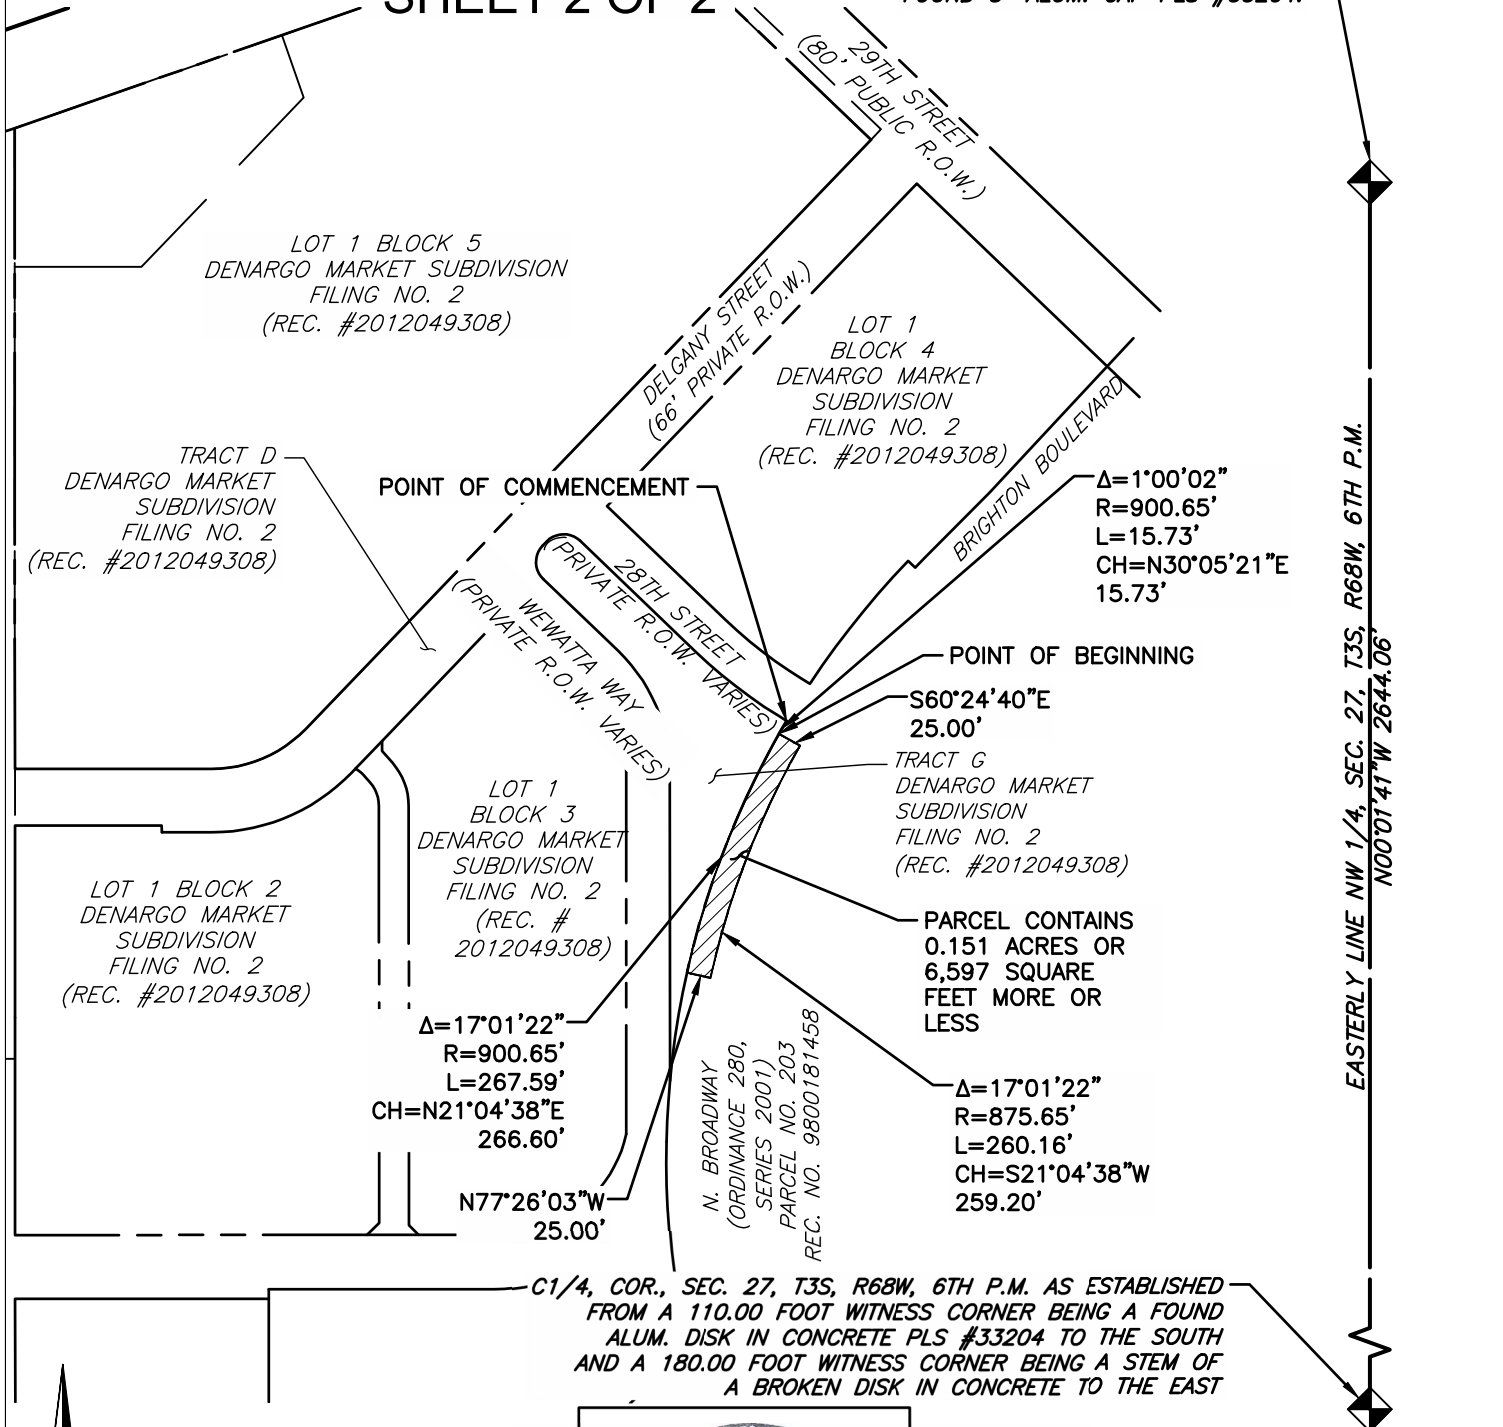 SHEET 2 OF 2
29TH STREET
(80' PUBLIC R.O.W.)
LOT 1 BLOCK 5
DENARGO MARKET SUBDIVISION
FILING NO. 2
(REC. #2012049308)
DELGANY STREET
(66' PRIVATE R.O.W.)
LOT 1
BLOCK 4
DENARGO MARKET
SUBDIVISION
FILING NO. 2
(REC. #2012049308)
BRIGHTON BOULEVARD
TRACT D
DENARGO MARKET
SUBDIVISION
FILING NO. 2
(REC. #2012049308)
POINT OF COMMENCEMENT
Δ=1°00'02"
R=900.65'
L=15.73'
CH=N30°05'21"E
15.73'
28TH STREET
(PRIVATE R.O.W. VARIES)
WEWATTA WAY
(PRIVATE R.O.W. VARIES)
POINT OF BEGINNING
S60°24'40"E
25.00'
TRACT G
DENARGO MARKET
SUBDIVISION
FILING NO. 2
(REC. #2012049308)
LOT 1
BLOCK 3
DENARGO MARKET
SUBDIVISION
FILING NO. 2
(REC. #
2012049308)
LOT 1 BLOCK 2
DENARGO MARKET
SUBDIVISION
FILING NO. 2
(REC. #2012049308)
PARCEL CONTAINS
0.151 ACRES OR
6,597 SQUARE
FEET MORE OR
LESS
Δ=17°01'22"
R=900.65'
L=267.59'
CH=N21°04'38"E
266.60'
N77°26'03"W
25.00'
N. BROADWAY
(ORDINANCE 280,
SERIES 2001)
PARCEL NO. 203
REC. NO. 9800181458
Δ=17°01'22"
R=875.65'
L=260.16'
CH=S21°04'38"W
259.20'
EASTERLY LINE NW 1/4, SEC. 27, T3S, R68W, 6TH P.M.
N00°01'41"W 2644.06'
C1/4, COR., SEC. 27, T3S, R68W, 6TH P.M. AS ESTABLISHED
FROM A 110.00 FOOT WITNESS CORNER BEING A FOUND
ALUM. DISK IN CONCRETE PLS #33204 TO THE SOUTH
AND A 180.00 FOOT WITNESS CORNER BEING A STEM OF
A BROKEN DISK IN CONCRETE TO THE EAST